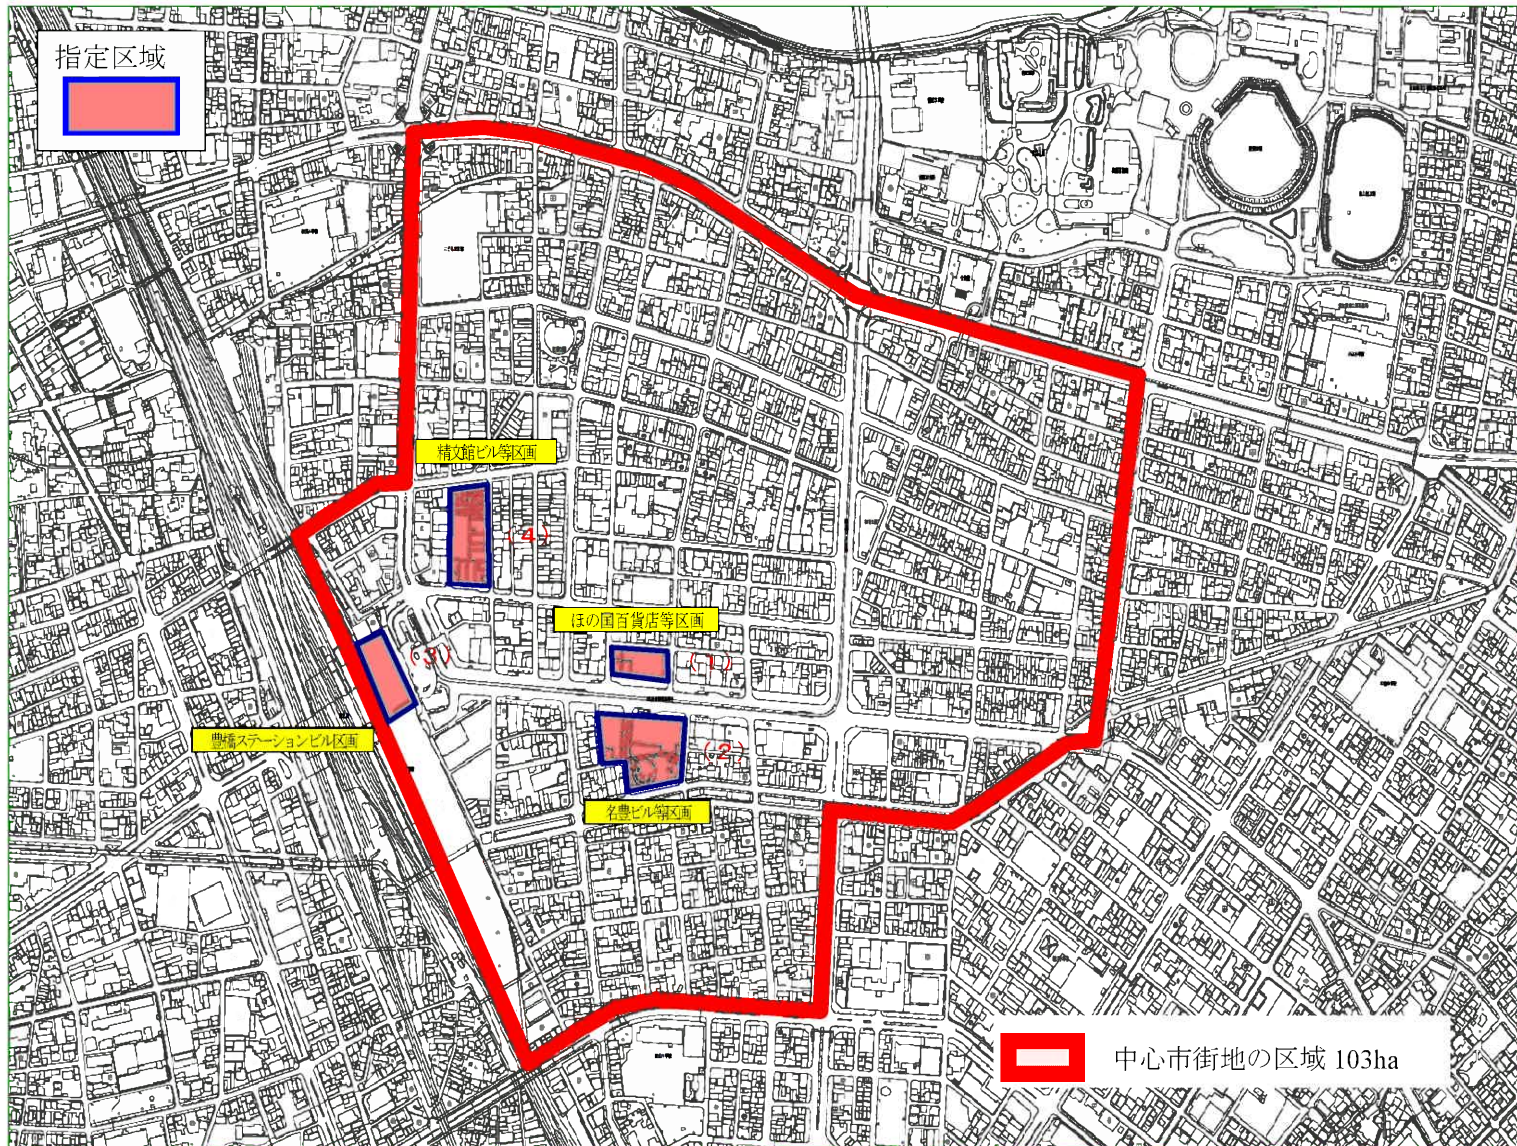 指定区域
精文館ビル等区画
(4)
ほの国百貨店等区画
(3)
(1)
豊橋ステーションビル区画
(2)
名豊ビル等区画
中心市街地の区域 103ha